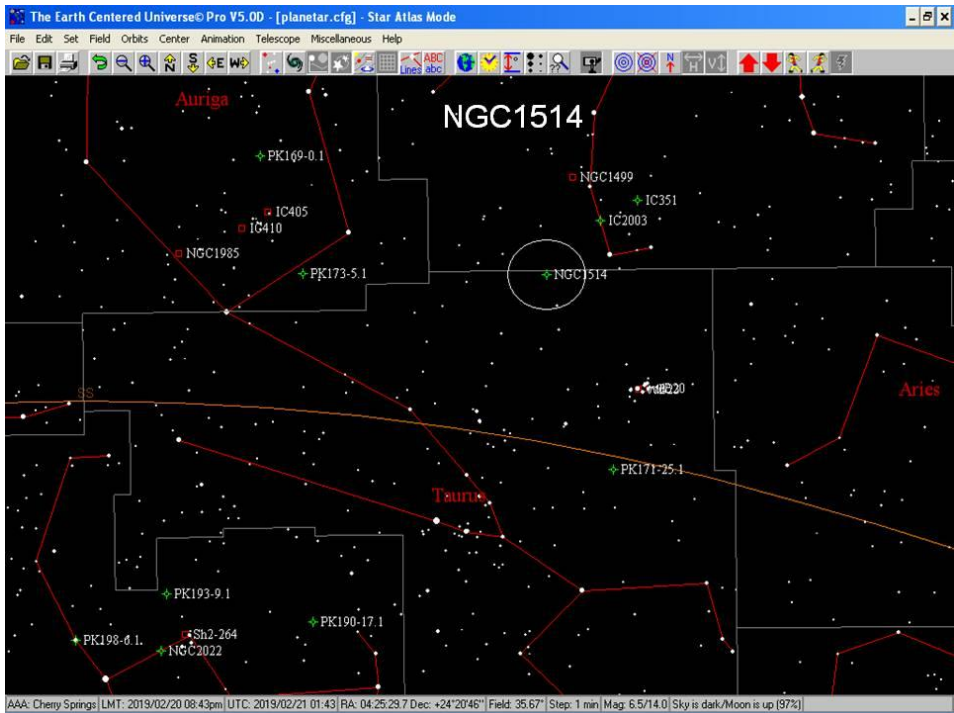 The Earth Centered Universe© Pro V5.0D - [planetar.cfg] - Star Atlas Mode
File Edit Set Field Orbits Center Animation Telescope Miscellaneous Help
N S E W Lines ABC abc N H V
Auriga
NGC1514
PK169-0.1
NGC1499
IC351
IC405
IC2003
IC410
NGC1985
PK173-5.1
NGC1514
SS
Aries
PK171-25.1
Taurus
PK193-9.1
PK190-17.1
Sh2-264
PK198-6.1
NGC2022
AAA: Cherry Springs LMT: 2019/02/20 08:43pm UTC: 2019/02/21 01:43 RA: 04:25:29.7 Dec: +24°20'46" Field: 35.67° Step: 1 min Mag: 6.5/14.0 Sky is dark/Moon is up (97%)